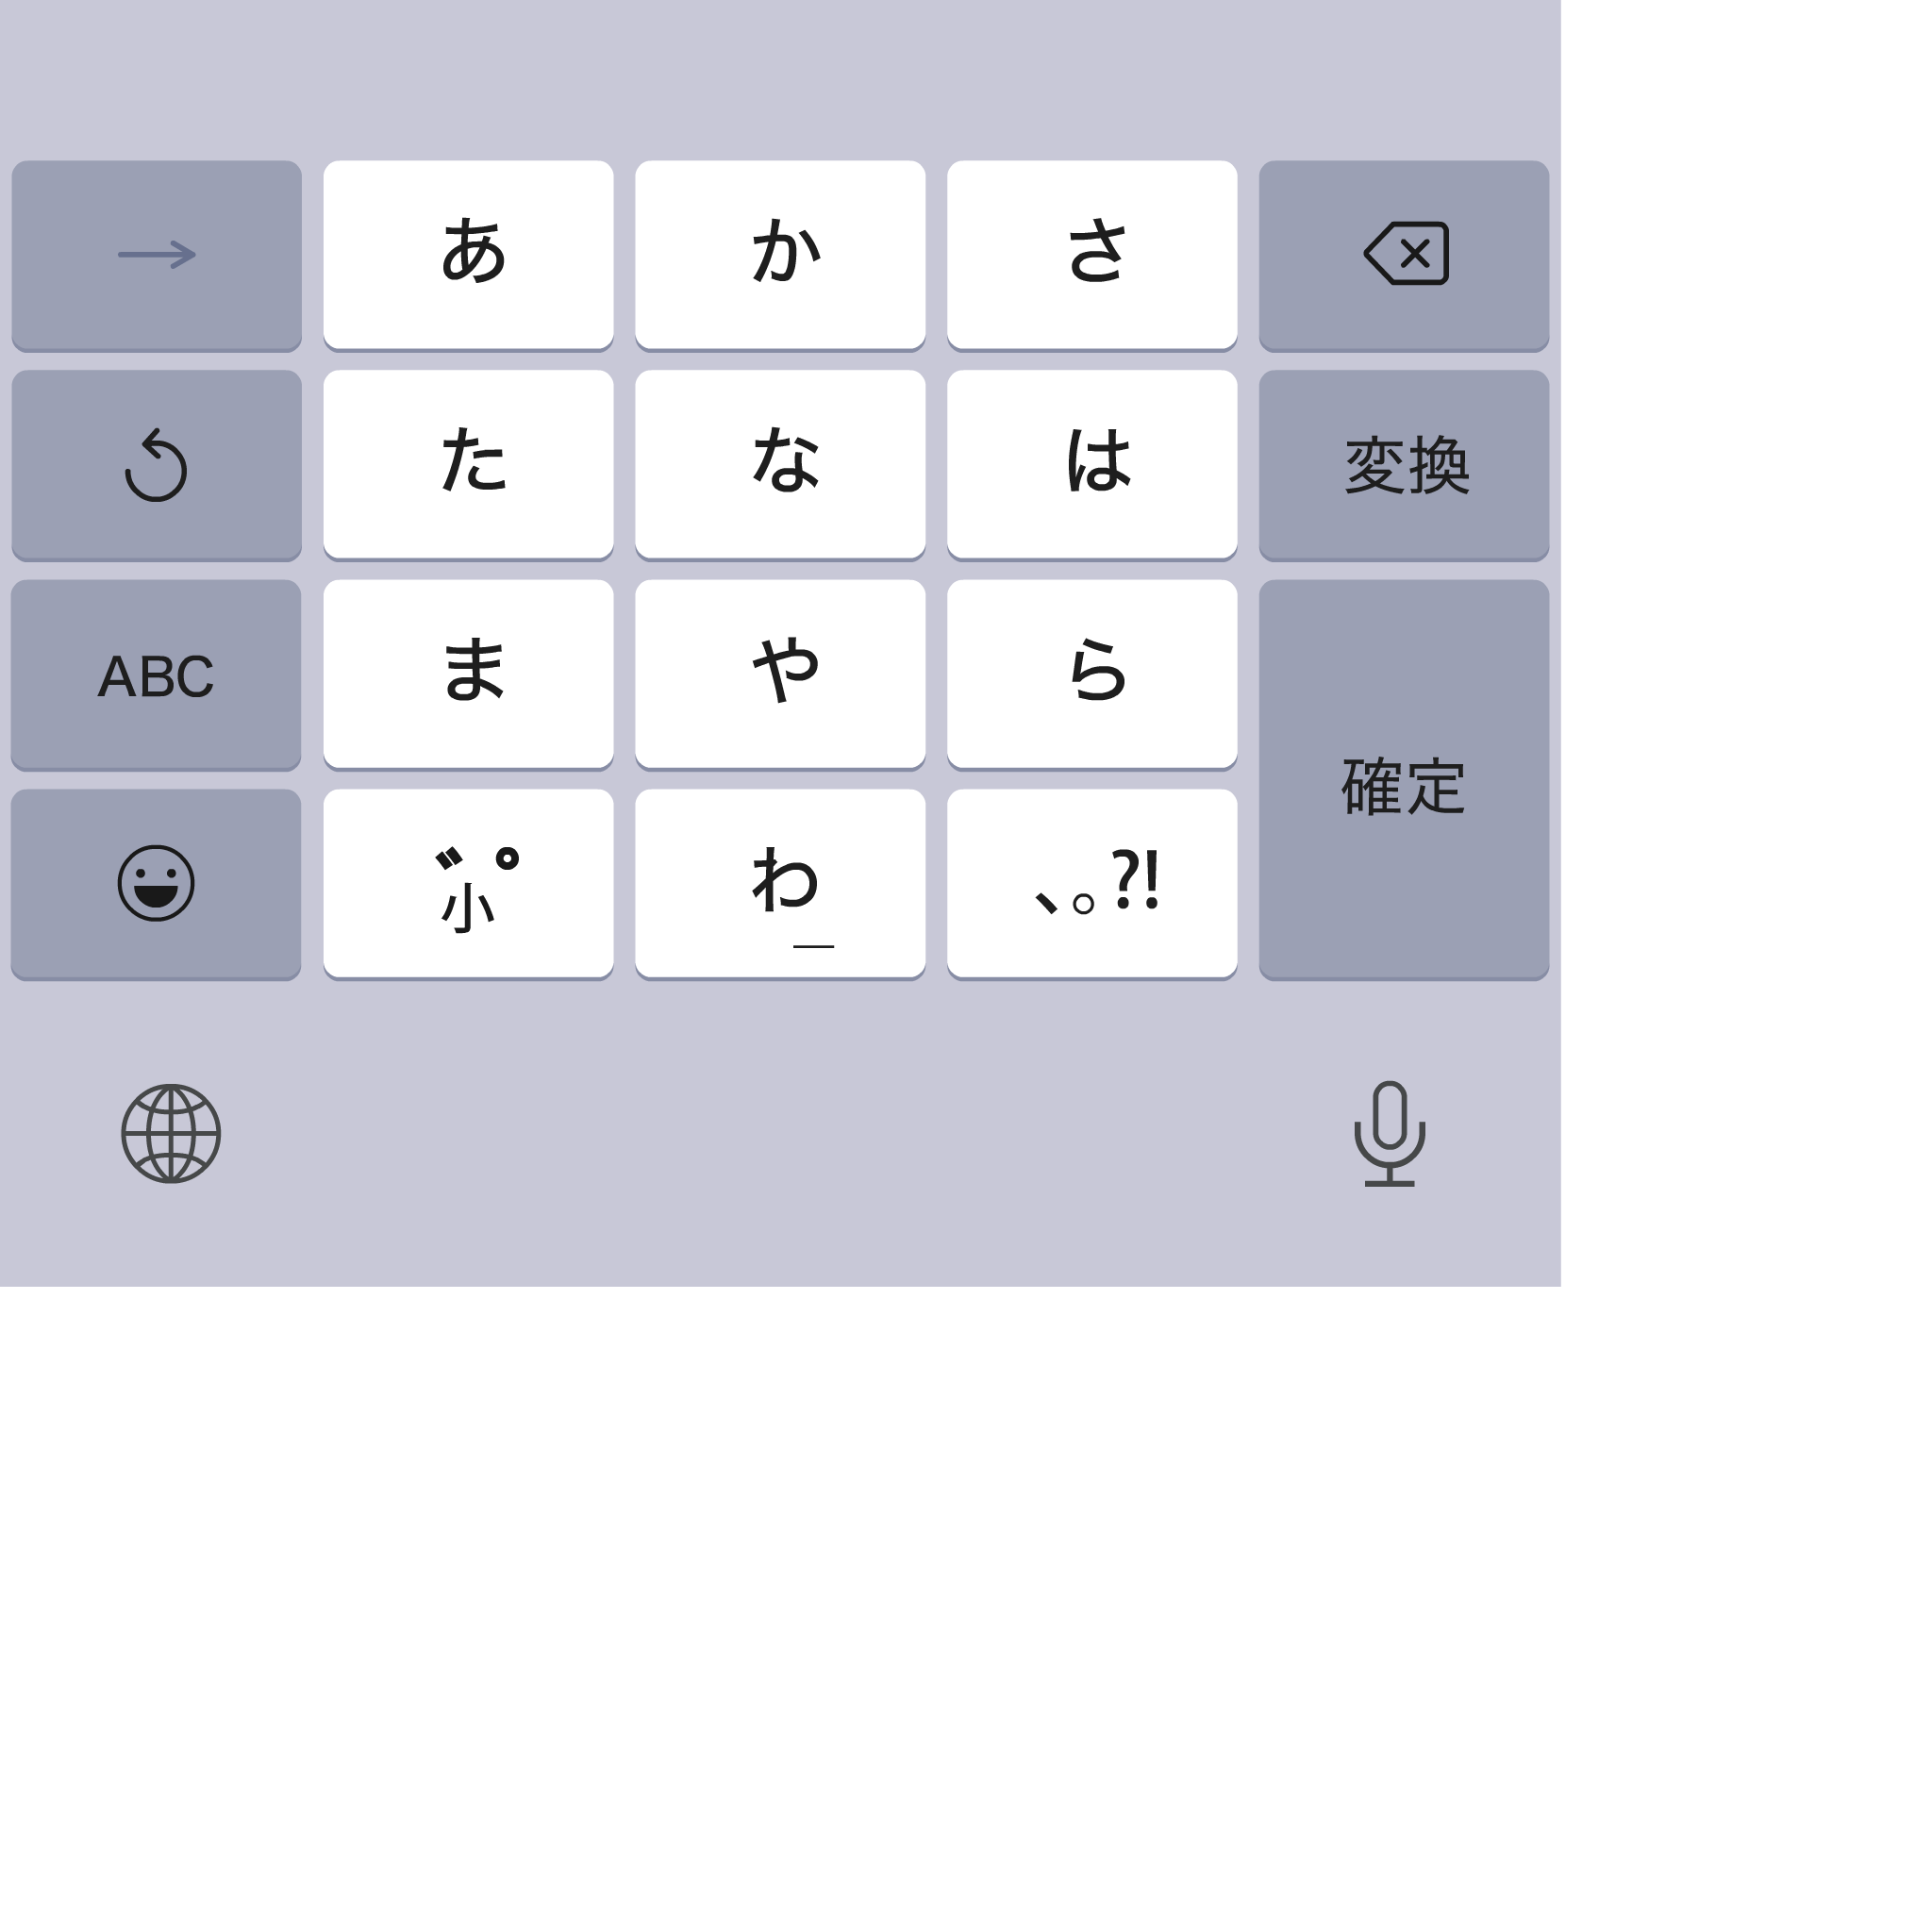 あ か さ
た な は 変換
ABC ま や ら
確定
゛゜
小 わ 、。?!
_